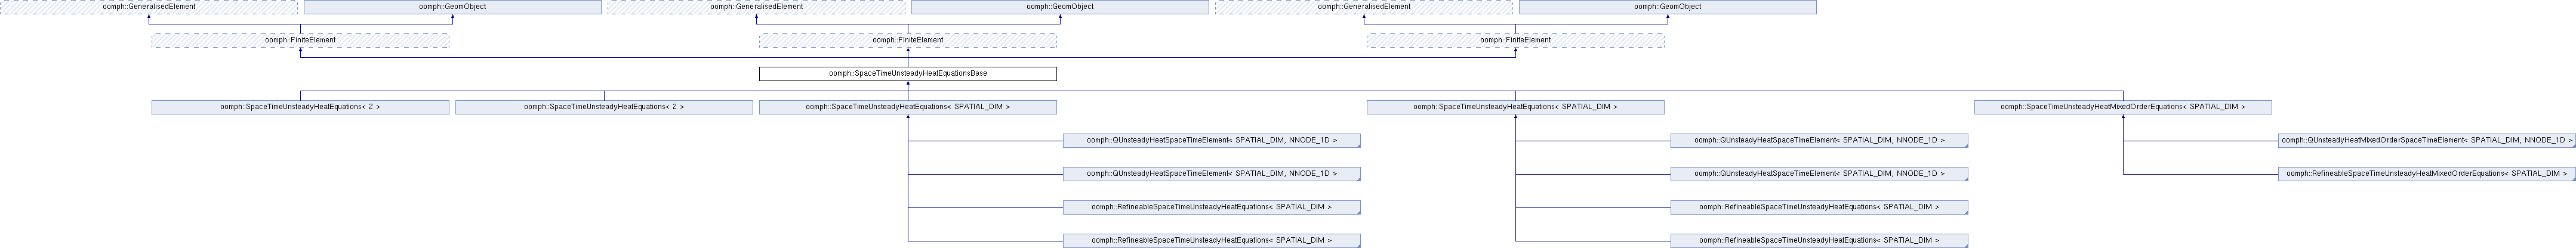 oomph::GeneralisedElement
oomph::GeomObject
oomph::GeneralisedElement
oomph::GeomObject
oomph::GeneralisedElement
oomph::GeomObject
oomph::FiniteElement
oomph::FiniteElement
oomph::FiniteElement
oomph::SpaceTimeUnsteadyHeatEquationsBase
oomph::SpaceTimeUnsteadyHeatEquations< 2 >
oomph::SpaceTimeUnsteadyHeatEquations< 2 >
oomph::SpaceTimeUnsteadyHeatEquations< SPATIAL_DIM >
oomph::SpaceTimeUnsteadyHeatEquations< SPATIAL_DIM >
oomph::SpaceTimeUnsteadyHeatMixedOrderEquations< SPATIAL_DIM >
oomph::QUnsteadyHeatSpaceTimeElement< SPATIAL_DIM, NNODE_1D >
oomph::QUnsteadyHeatSpaceTimeElement< SPATIAL_DIM, NNODE_1D >
oomph::QUnsteadyHeatMixedOrderSpaceTimeElement< SPATIAL_DIM, NNODE_1D >
oomph::QUnsteadyHeatSpaceTimeElement< SPATIAL_DIM, NNODE_1D >
oomph::QUnsteadyHeatSpaceTimeElement< SPATIAL_DIM, NNODE_1D >
oomph::RefineableSpaceTimeUnsteadyHeatMixedOrderEquations< SPATIAL_DIM >
oomph::RefineableSpaceTimeUnsteadyHeatEquations< SPATIAL_DIM >
oomph::RefineableSpaceTimeUnsteadyHeatEquations< SPATIAL_DIM >
oomph::RefineableSpaceTimeUnsteadyHeatEquations< SPATIAL_DIM >
oomph::RefineableSpaceTimeUnsteadyHeatEquations< SPATIAL_DIM >